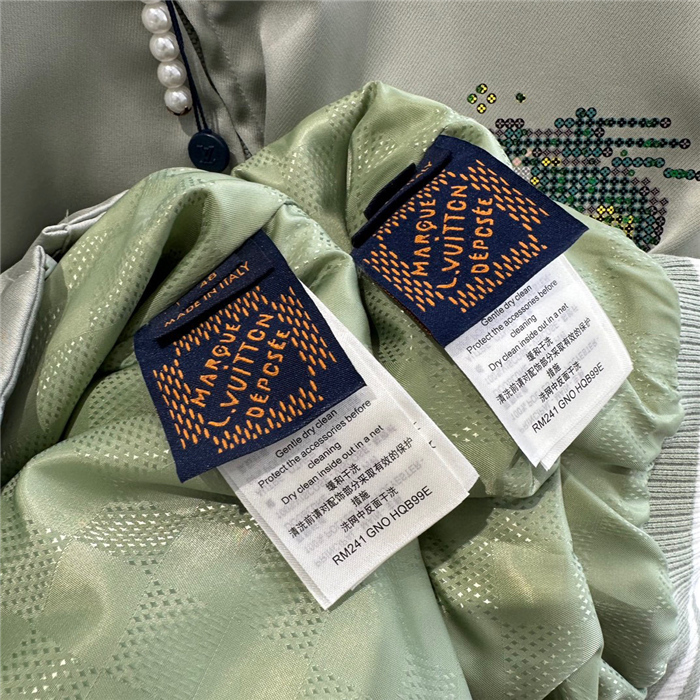 48
MADE IN ITALY
MARQUE
L.VUITTON
DÉPOSÉE
Gentle dry clean
Protect the accessories before
cleaning
Dry clean inside out in a net
缓和干洗
清洗前请对配饰部分采取有效的保护
措施
洗网中反面干洗
RM241 GNO HQB99E
ITALY
MARQUE
L.VUITTON
DÉPOSÉE
Gentle dry clean
Protect the accessories before
cleaning
Dry clean inside out in a net
缓和干洗
清洗前请对配饰部分采取有效的保护
措施
洗网中反面干洗
RM241 GNO HQB99E